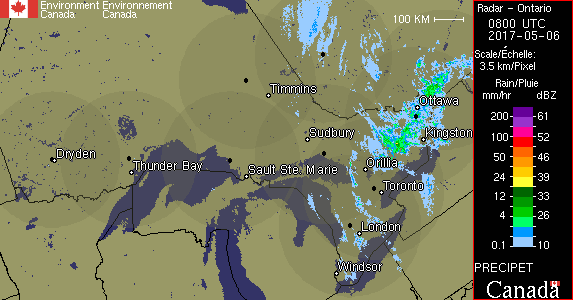 Environment Environnement
Canada Canada
100 KM
Timmins
Ottawa
Sudbury
Kingston
Dryden
Thunder Bay
Sault Ste. Marie
Orillia
Toronto
London
Windsor
Radar - Ontario
0800 UTC
2017-05-06
Scale/Échelle:
3.5 km/Pixel
Rain/Pluie
mm/hr dBZ
200 61
100 52
50 46
24 39
12 33
4 26
1 20
0.1 10
PRECIPET
Canada